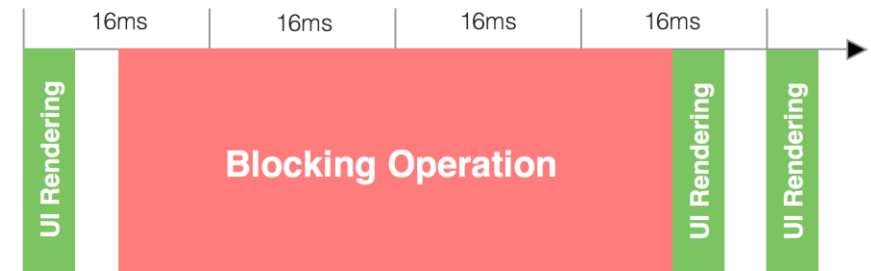 16ms
16ms
16ms
16ms
UI Rendering
Blocking Operation
UI Rendering
UI Rendering